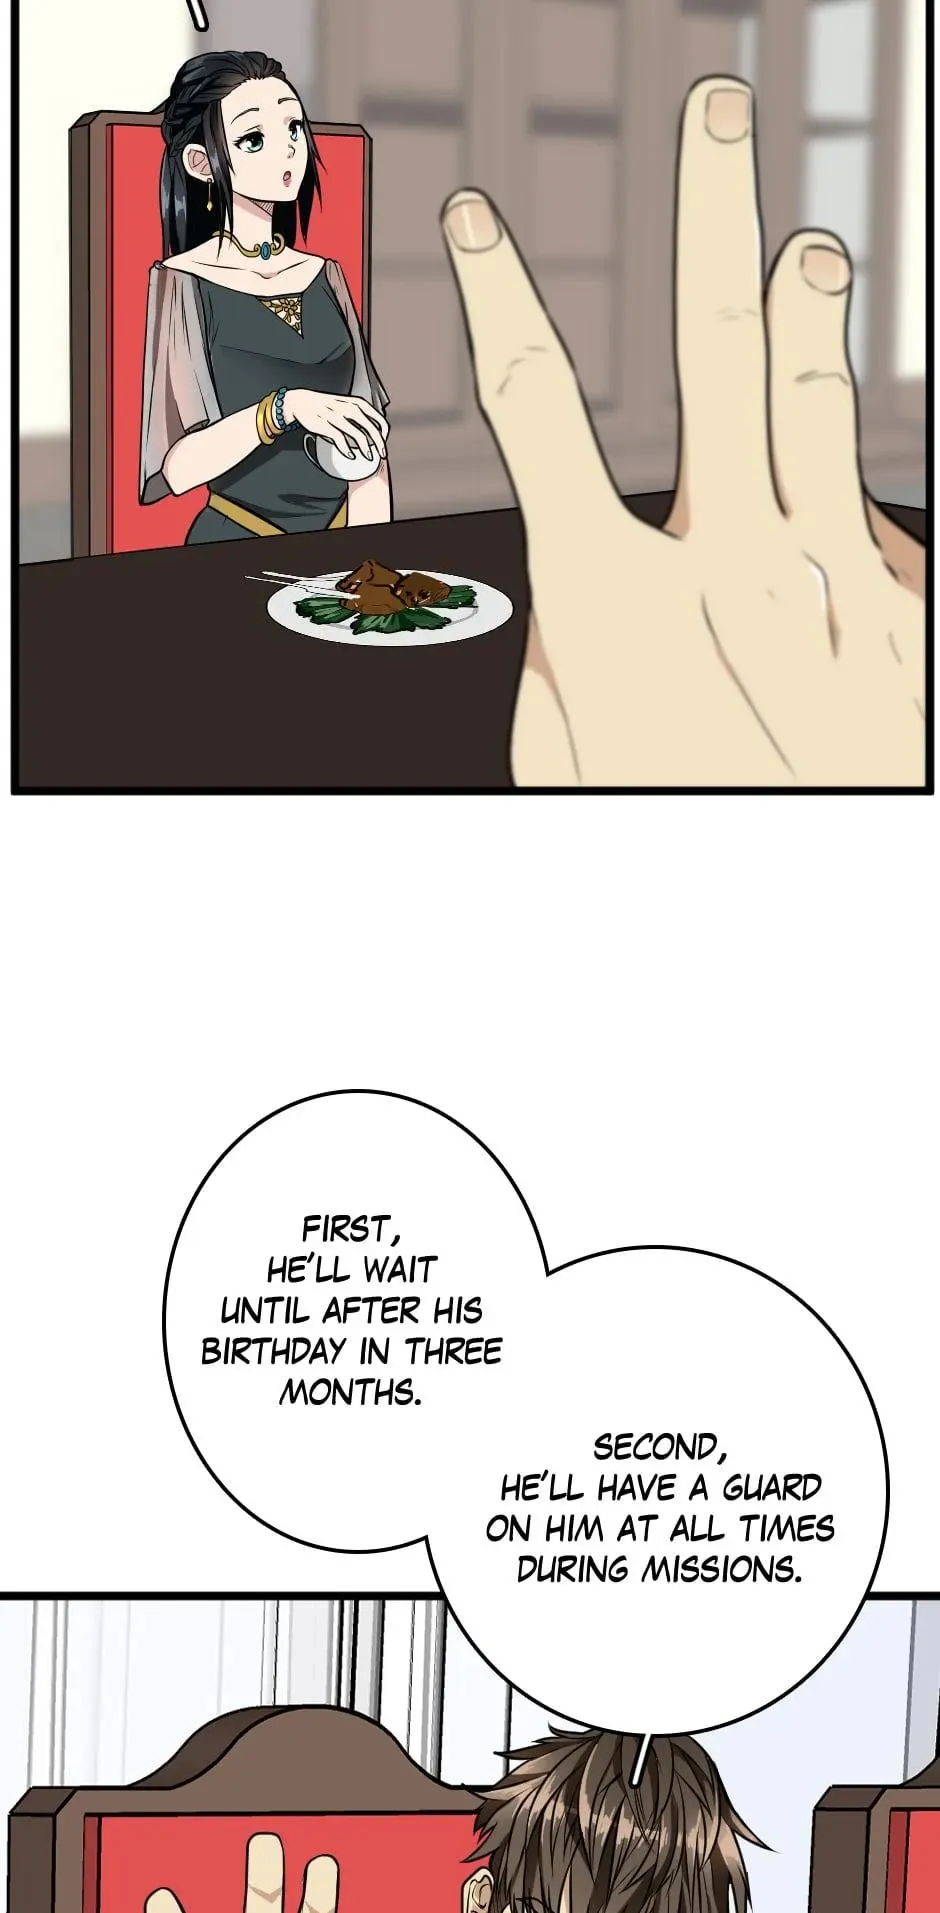 FIRST,
HE'LL WAIT
UNTIL AFTER HIS
BIRTHDAY IN THREE
MONTHS.
SECOND,
HE'LL HAVE A GUARD
ON HIM AT ALL TIMES
DURING MISSIONS.